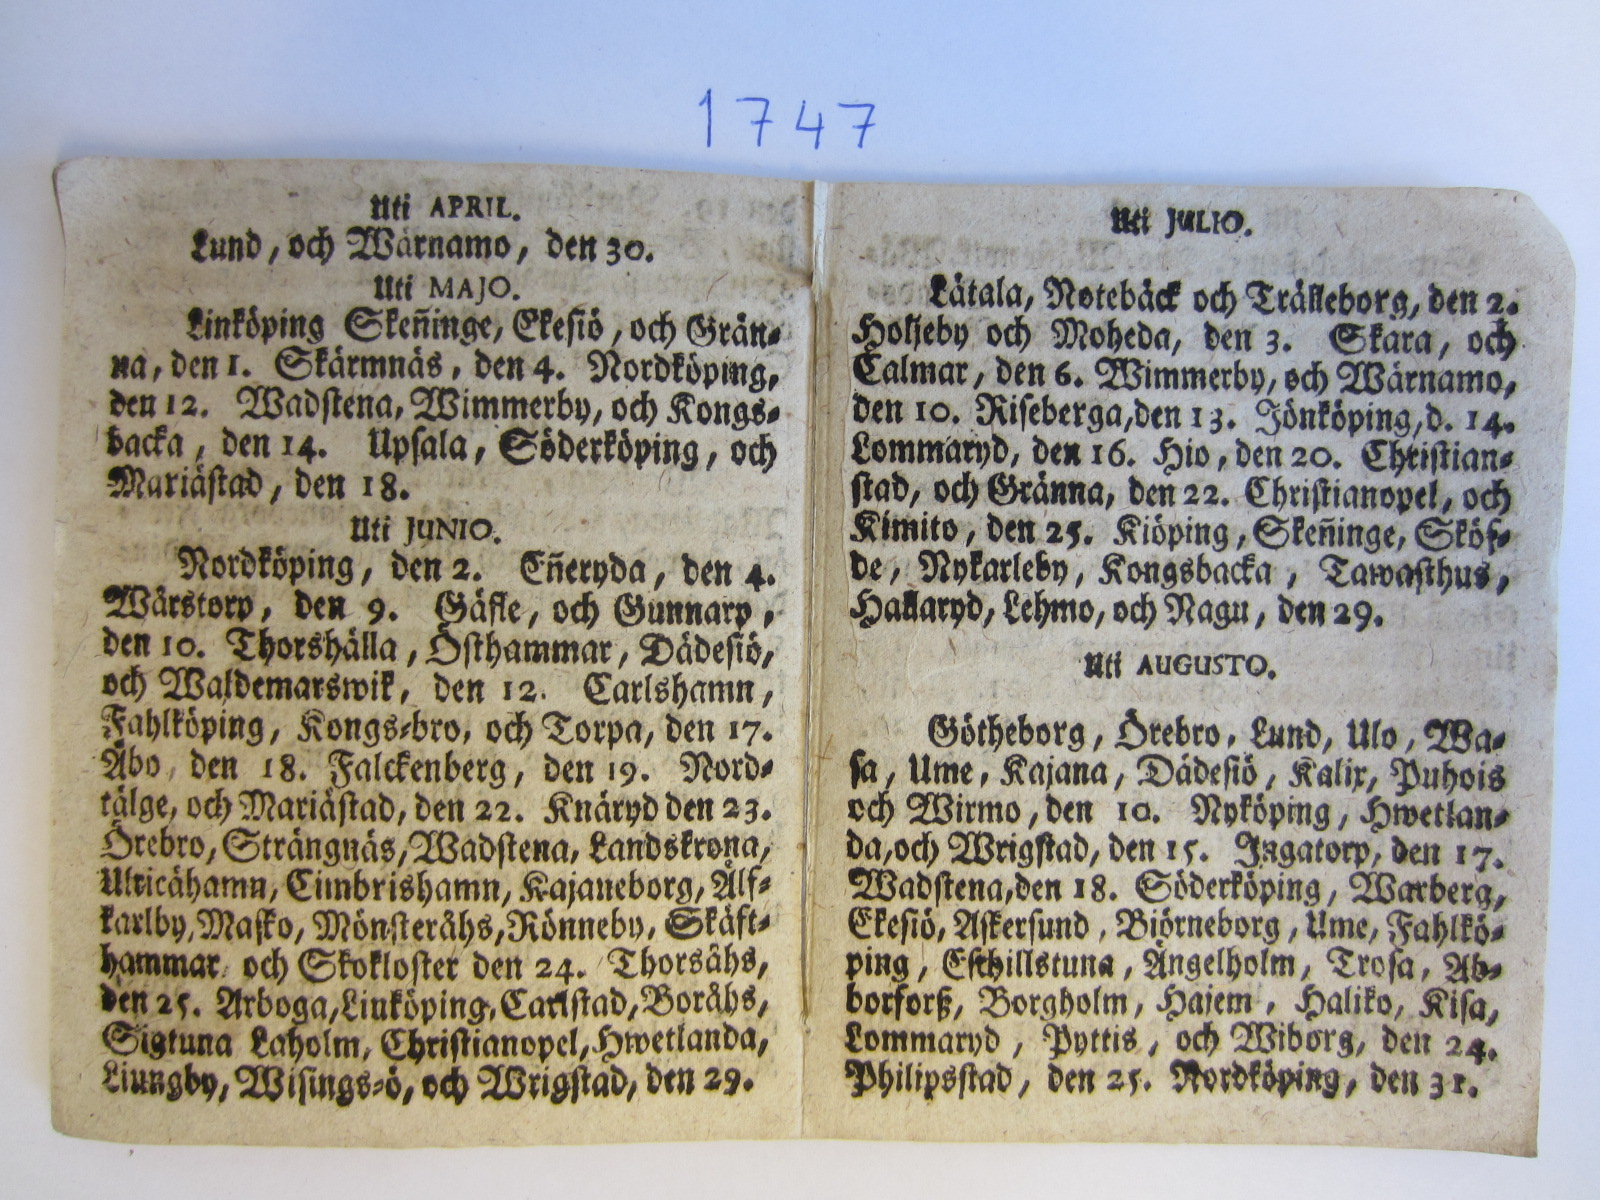 1747
Uti APRIL.
Lund, och Wärnamo, den 30.
Uti MAJO.
Linköping Skeñinge, Ekesiö, och Grän-
na, den 1. Skärmnäs, den 4. Nordköping,
den 12. Wadstena, Wimmerby, och Kongs-
backa, den 14. Upsala, Söderköping, och
Mariästad, den 18.
Uti JUNIO.
Nordköping, den 2. Eñeryda, den 4.
Wärstorp, den 9. Gäfle, och Gunnarp,
den 10. Thorshälla, Östhammar, Dädesiö,
och Waldemarswik, den 12. Carlshamn,
Fahlköping, Kongs-bro, och Torpa, den 17.
Åbo, den 18. Falckenberg, den 19. Nord-
tälge, och Mariästad, den 22. Knäryd den 23.
Örebro, Strängnäs, Wadstena, Landskrona,
Ulricähamn, Cimbrishamn, Kajaneborg, Älf-
karlby, Masko, Mönsteråhs, Rönneby, Skäft-
hammar, och Skokloster den 24. Thorsåhs,
den 25. Arboga, Linköping, Carlstad, Boråhs,
Sigtuna Laholm, Christianopel, Hwetlanda,
Liungby, Wisings-ö, och Wrigstad, den 29.
Uti JULIO.
Lätala, Notebäck och Trälleborg, den 2.
Holjeby och Moheda, den 3. Skara, och
Calmar, den 6. Wimmerby, och Wärnamo,
den 10. Riseberga, den 13. Jönköping, d. 14.
Lommaryd, den 16. Hio, den 20. Christian-
stad, och Gränna, den 22. Christianopel, och
Kimito, den 25. Kiöping, Skeñinge, Sköf-
de, Nykarleby, Kongsbacka, Tawasthus,
Hallaryd, Lehmo, och Nagu, den 29.
Uti AUGUSTO.
Götheborg, Örebro, Lund, Ulo, Wa-
sa, Ume, Kajana, Dädesiö, Kalix, Puhois
och Wirmo, den 10. Nyköping, Hwetlan-
da, och Wrigstad, den 15. Ingatorp, den 17.
Wadstena, den 18. Söderköping, Warberg,
Ekesiö, Askersund, Biörneborg, Ume, Fahlkö-
ping, Esthillstuna, Ängelholm, Trosa, Ab-
borforß, Borgholm, Hajem, Haliko, Kisa,
Lommaryd, Pyttis, och Wiborg, den 24.
Philipsstad, den 25. Nordköping, den 31.